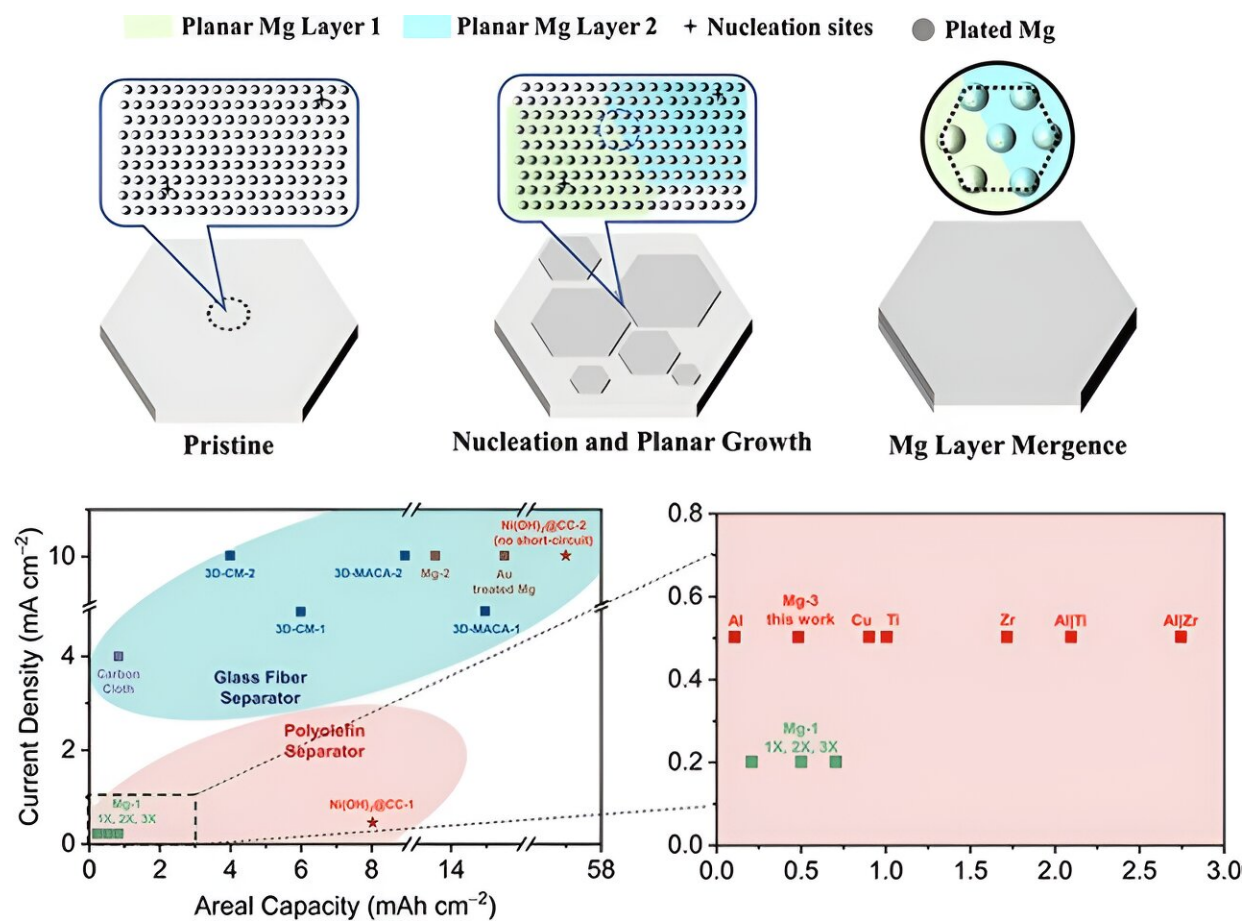 Planar Mg Layer 1 Planar Mg Layer 2 Nucleation sites Plated Mg
Pristine
Nucleation and Planar Growth
Mg Layer Mergence
Current Density (mA cm⁻²)
10
4
2
0
3D-CM-2
3D-MACA-2
Mg-2
Au
treated Mg
Ni(OH)ⱼ@CC-2
(no short-circuit)
3D-CM-1
3D-MACA-1
Carbon
Cloth
Glass Fiber
Separator
Polyolefin
Separator
Mg-1
1X, 2X, 3X
Ni(OH)ⱼ@CC-1
0 2 4 6 8 14 58
Areal Capacity (mAh cm⁻²)
0.8
0.6
0.4
0.2
0.0
Al
Mg-3
this work
Cu
Ti
Zr
Al|Ti
Al|Zr
Mg-1
1X, 2X, 3X
0.0 0.5 1.0 1.5 2.0 2.5 3.0